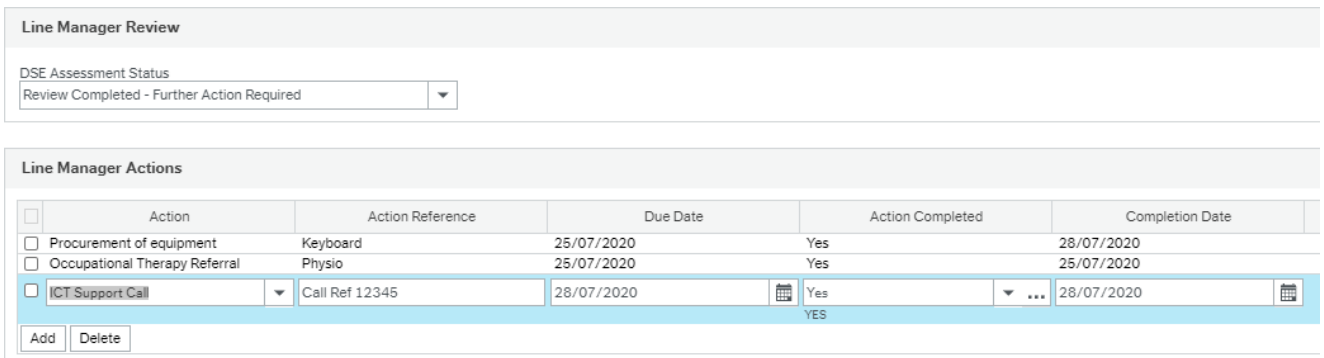 Line Manager Review
DSE Assessment Status
Review Completed - Further Action Required
Line Manager Actions
Action Action Reference Due Date Action Completed Completion Date
Procurement of equipment Keyboard 25/07/2020 Yes 28/07/2020
Occupational Therapy Referral Physio 25/07/2020 Yes 25/07/2020
ICT Support Call Call Ref 12345 28/07/2020 Yes ... 28/07/2020
YES
Add Delete